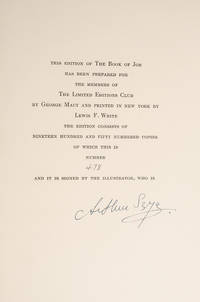 THIS EDITION OF THE BOOK OF JOB
HAS BEEN PREPARED FOR
THE MEMBERS OF
THE LIMITED EDITIONS CLUB
BY GEORGE MACY AND PRINTED IN NEW YORK BY
LEWIS F. WHITE
THE EDITION CONSISTS OF
NINETEEN HUNDRED AND FIFTY NUMBERED COPIES
OF WHICH THIS IS
NUMBER
478
AND IT IS SIGNED BY THE ILLUSTRATOR, WHO IS
Arthur Szyk.